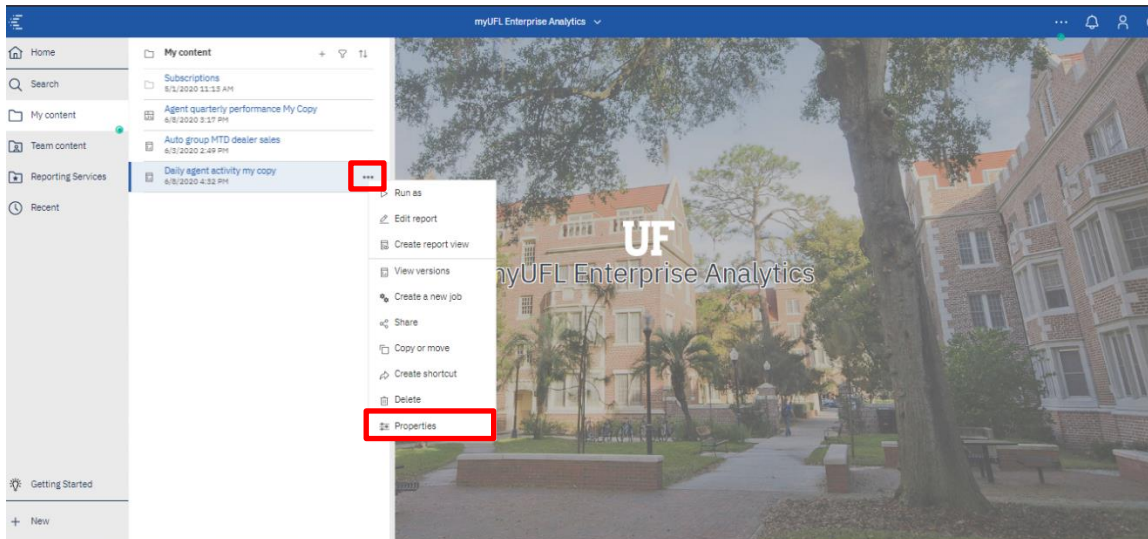 myUFL Enterprise Analytics
Home
Search
My content
Team content
Reporting Services
Recent
Getting Started
New
My content
Subscriptions
5/1/2020 11:13 AM
Agent quarterly performance My Copy
6/8/2020 3:17 PM
Auto group MTD dealer sales
6/3/2020 2:49 PM
Daily agent activity my copy
6/8/2020 4:32 PM
Run as
Edit report
Create report view
View versions
Create a new job
Share
Copy or move
Create shortcut
Delete
Properties
UF
myUFL Enterprise Analytics